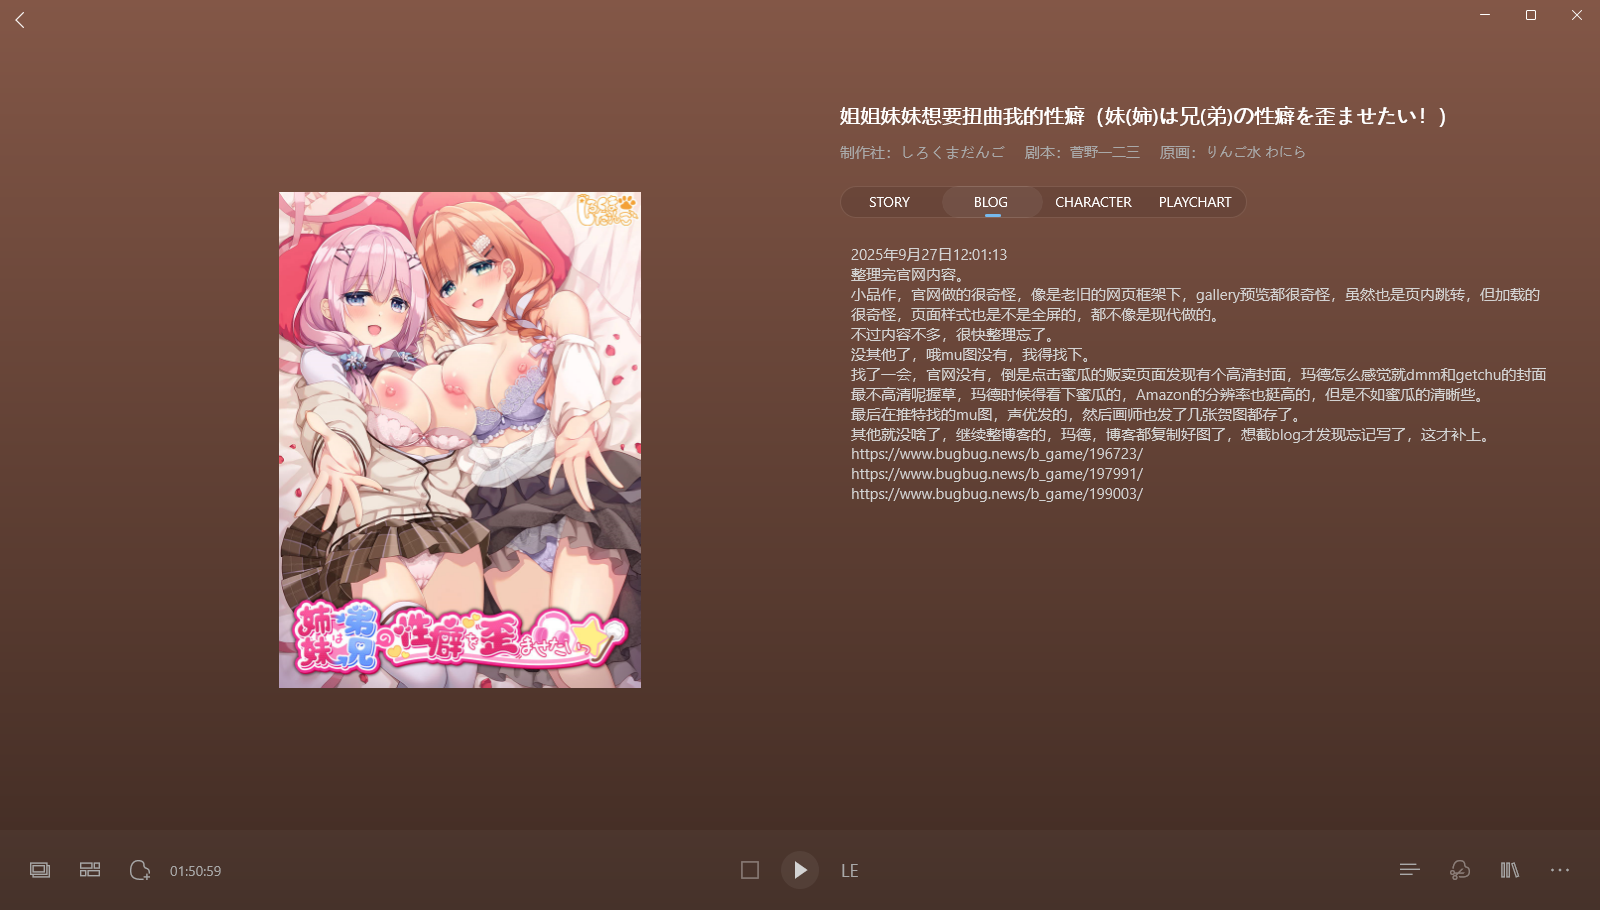 姐姐妹妹想要扭曲我的性癖（妹(姉)は兄(弟)の性癖を歪ませたい！）
制作社：しろくまだんご 剧本：菅野一二三 原画：りんご水 わにら
STORY BLOG CHARACTER PLAYCHART
2025年9月27日12:01:13
整理完官网内容。
小品作，官网做的很奇怪，像是老旧的网页框架下，gallery预览都很奇怪，虽然也是页内跳转，但加载的
很奇怪，页面样式也是不是全屏的，都不像是现代做的。
不过内容不多，很快整理忘了。
没其他了，哦mu图没有，我得找下。
找了一会，官网没有，倒是点击蜜瓜的贩卖页面发现有个高清封面，玛德怎么感觉就dmm和getchu的封面
最不高清呢握草，玛德时候得看下蜜瓜的，Amazon的分辨率也挺高的，但是不如蜜瓜的清晰些。
最后在推特找的mu图，声优发的，然后画师也发了几张贺图都存了。
其他就没啥了，继续整博客的，玛德，博客都复制好图了，想截blog才发现忘记写了，这才补上。
https://www.bugbug.news/b_game/196723/
https://www.bugbug.news/b_game/197991/
https://www.bugbug.news/b_game/199003/
姉妹は弟兄の性癖を歪ませたいっ
01:50:59
LE